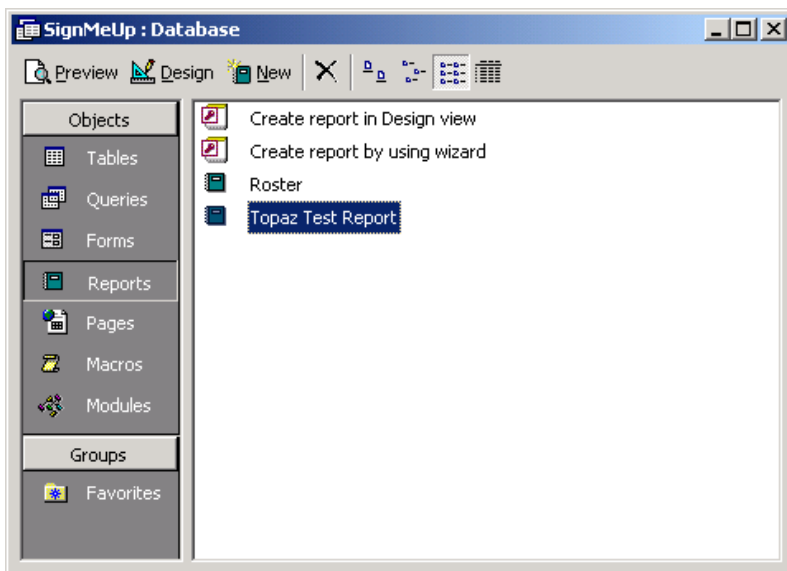 SignMeUp : Database
Preview Design New
Objects
Tables
Queries
Forms
Reports
Pages
Macros
Modules
Groups
Favorites
Create report in Design view
Create report by using wizard
Roster
Topaz Test Report